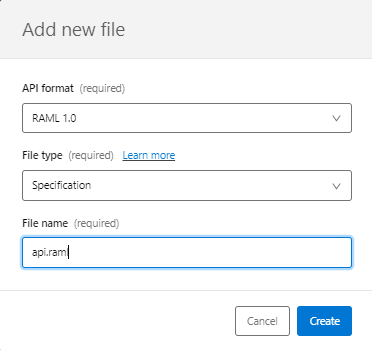 Add new file
API format (required)
RAML 1.0
File type (required) Learn more
Specification
File name (required)
api.raml
Cancel
Create